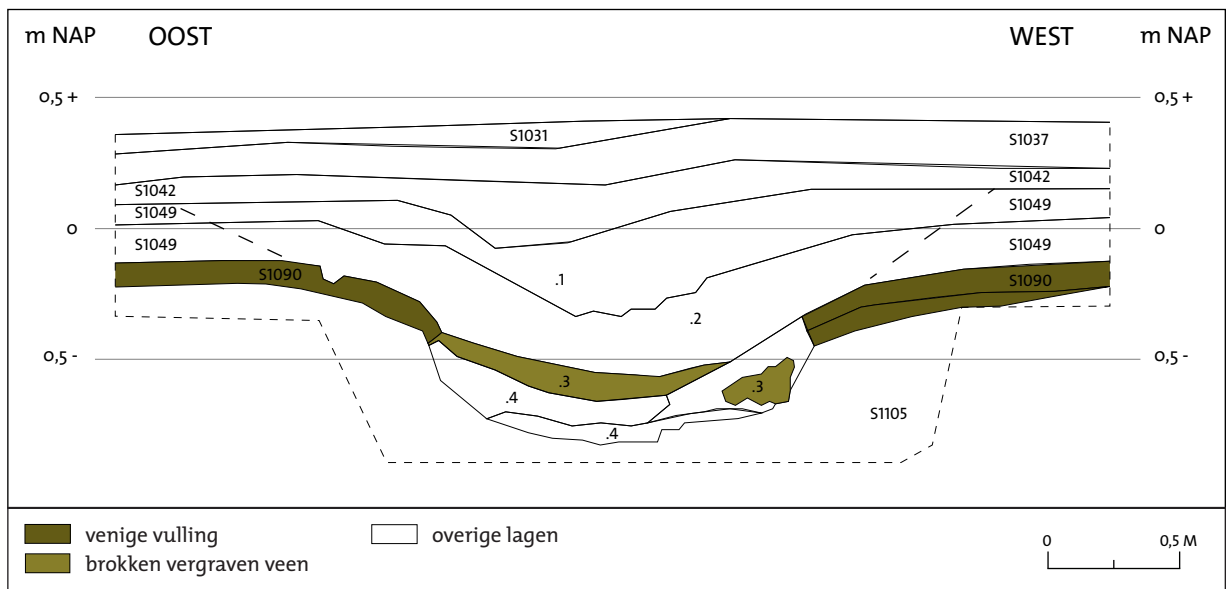 m NAP OOST WEST m NAP
0,5 + 0,5 +
S1031 S1037
S1042 S1042
S1049 S1049
0 0
S1049 S1049
S1090 .1 S1090
.2
0,5 - 0,5 -
.3 .3
.4
S1105
.4
venige vulling overige lagen 0 0,5 M
brokken vergraven veen